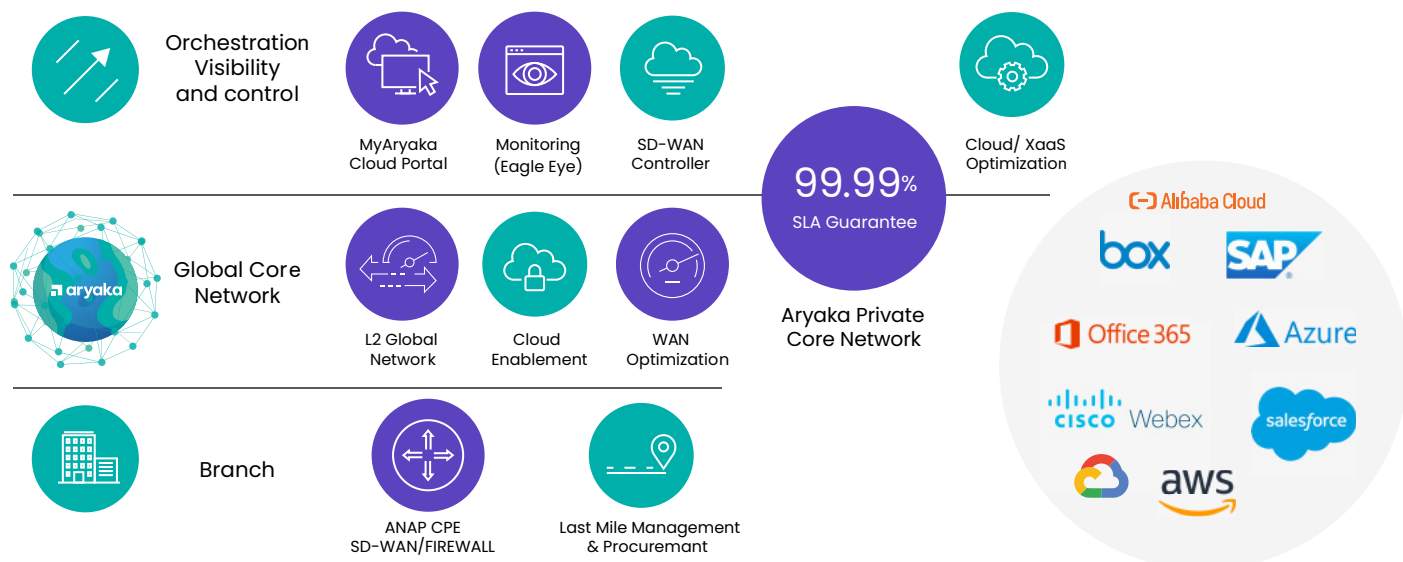 Orchestration
Visibility
and control
MyAryaka
Cloud Portal
Monitoring
(Eagle Eye)
SD-WAN
Controller
Cloud/ XaaS
Optimization
99.99%
SLA Guarantee
Aryaka Private
Core Network
aryaka
Global Core
Network
L2 Global
Network
Cloud
Enablement
WAN
Optimization
Branch
ANAP CPE
SD-WAN/FIREWALL
Last Mile Management
& Procuremant
Alibaba Cloud
box
SAP
®
Office 365
Azure
CISCO Webex
salesforce
aws